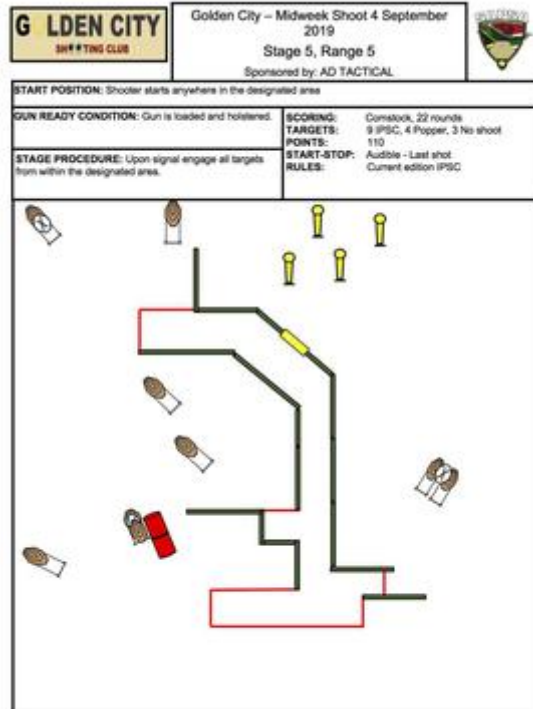 G LDEN CITY
SH**TING CLUB
Golden City – Midweek Shoot 4 September
2019
Stage 5, Range 5
Sponsored by: AD TACTICAL
START POSITION: Shooter starts anywhere in the designated area
GUN READY CONDITION: Gun is loaded and holstered.
STAGE PROCEDURE: Upon signal engage all targets
from within the designated area.
SCORING: Comstock, 22 rounds
TARGETS: 9 IPSC, 4 Popper, 3 No shoot
POINTS: 110
START-STOP: Audible - Last shot
RULES: Current edition IPSC